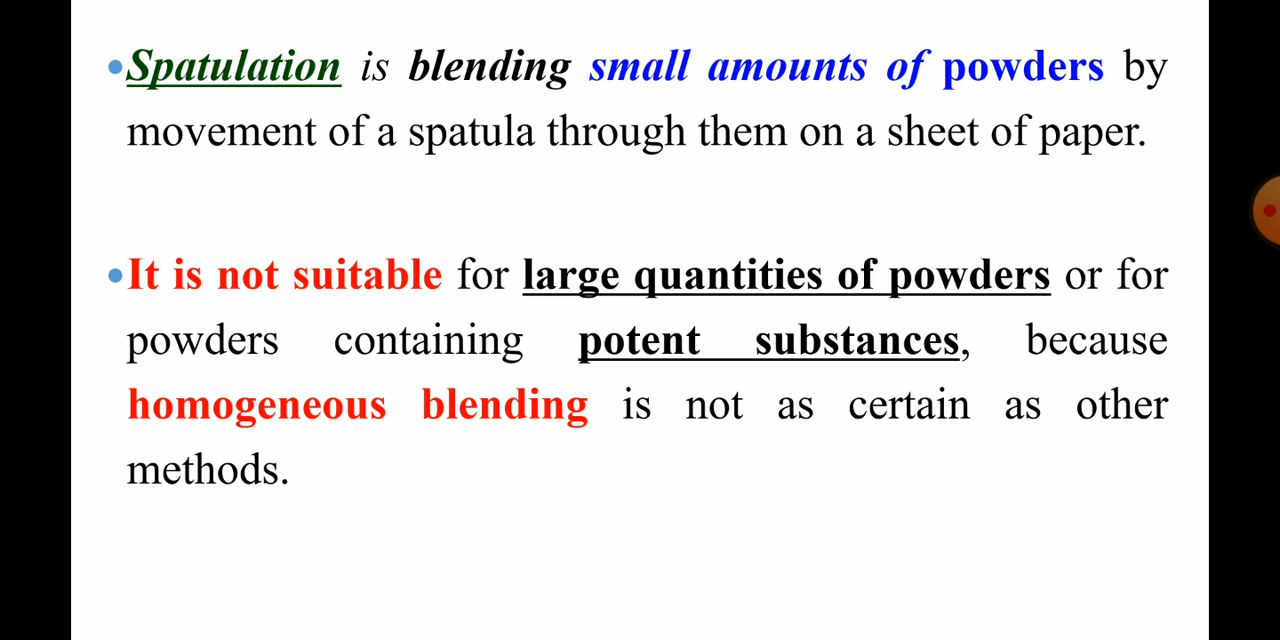 •Spatulation is blending small amounts of powders by
movement of a spatula through them on a sheet of paper.
•It is not suitable for large quantities of powders or for
powders containing potent substances, because
homogeneous blending is not as certain as other
methods.